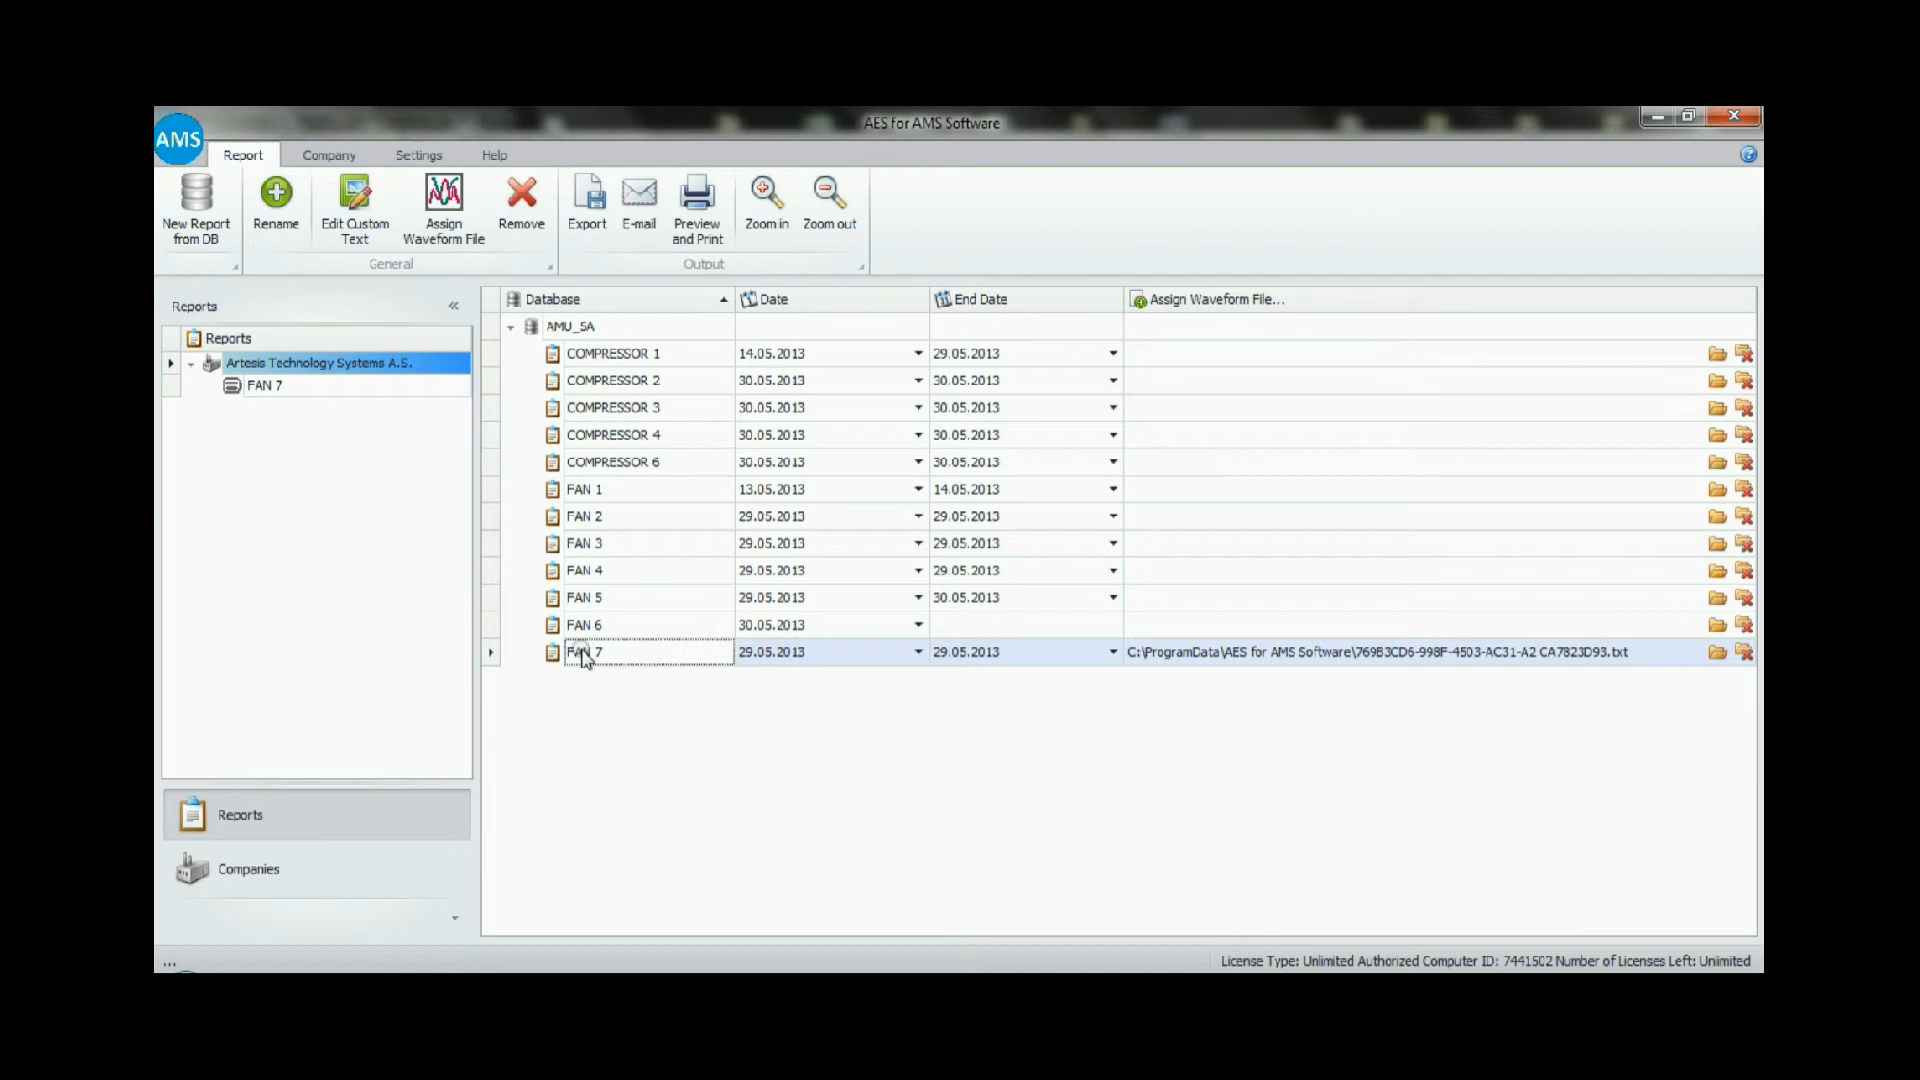 AES for AMS Software
AMS
Report Company Settings Help
New Report from DB
Rename
Edit Custom Text
Assign Waveform File
Remove
Export
E-mail
Preview and Print
Zoom in
Zoom out
General
Output
Reports
Reports
Artesis Technology Systems A.S.
FAN 7
Reports
Companies
Database Date End Date Assign Waveform File...
AMU_5A
COMPRESSOR 1 14.05.2013 29.05.2013
COMPRESSOR 2 30.05.2013 30.05.2013
COMPRESSOR 3 30.05.2013 30.05.2013
COMPRESSOR 4 30.05.2013 30.05.2013
COMPRESSOR 6 30.05.2013 30.05.2013
FAN 1 13.05.2013 14.05.2013
FAN 2 29.05.2013 29.05.2013
FAN 3 29.05.2013 29.05.2013
FAN 4 29.05.2013 29.05.2013
FAN 5 29.05.2013 30.05.2013
FAN 6 30.05.2013
FAN 7 29.05.2013 29.05.2013 C:\ProgramData\AES for AMS Software\769B3CD6-998F-4503-AC31-A2 CA7823D93.txt
...
License Type: Unlimited Authorized Computer ID: 7441502 Number of Licenses Left: Unlimited